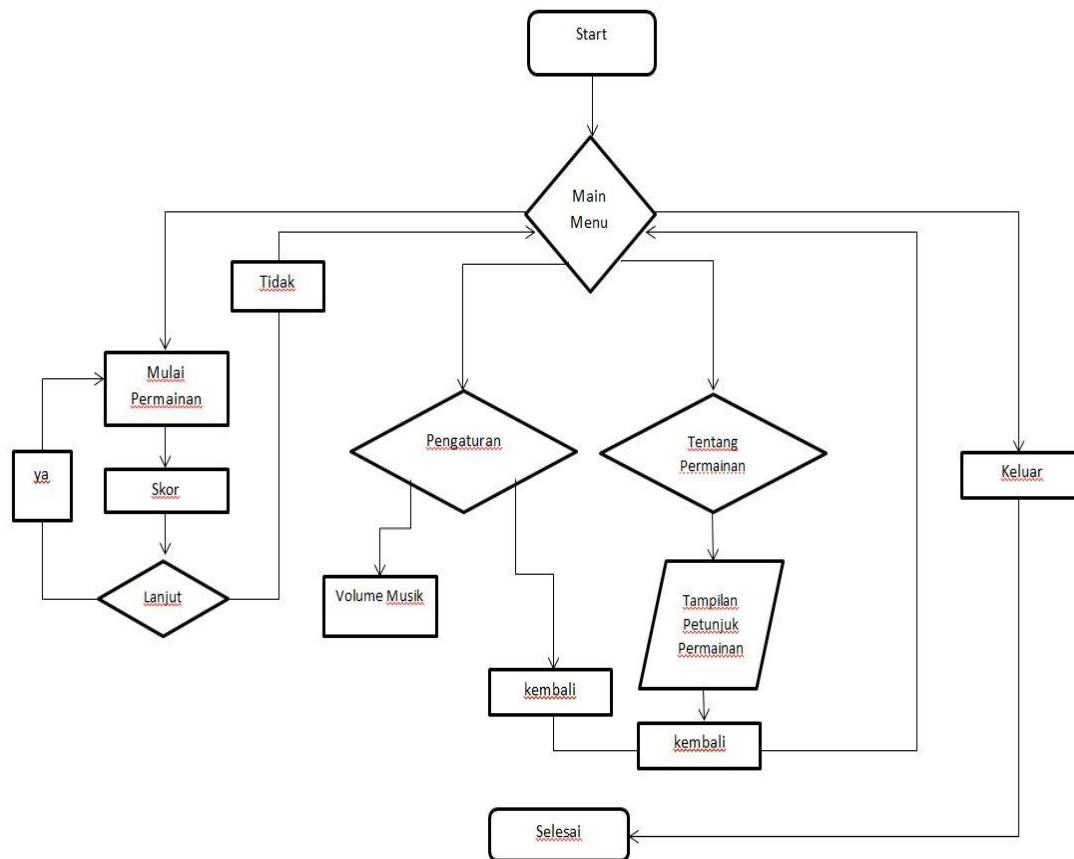 Start
Main
Menu
Tidak
Mulai
Permainan
Pengaturan
Tentang
Permainan
ya
Skor
Keluar
Lanjut
Volume Musik
Tampilan
Petunjuk
Permainan
kembali
kembali
Selesai